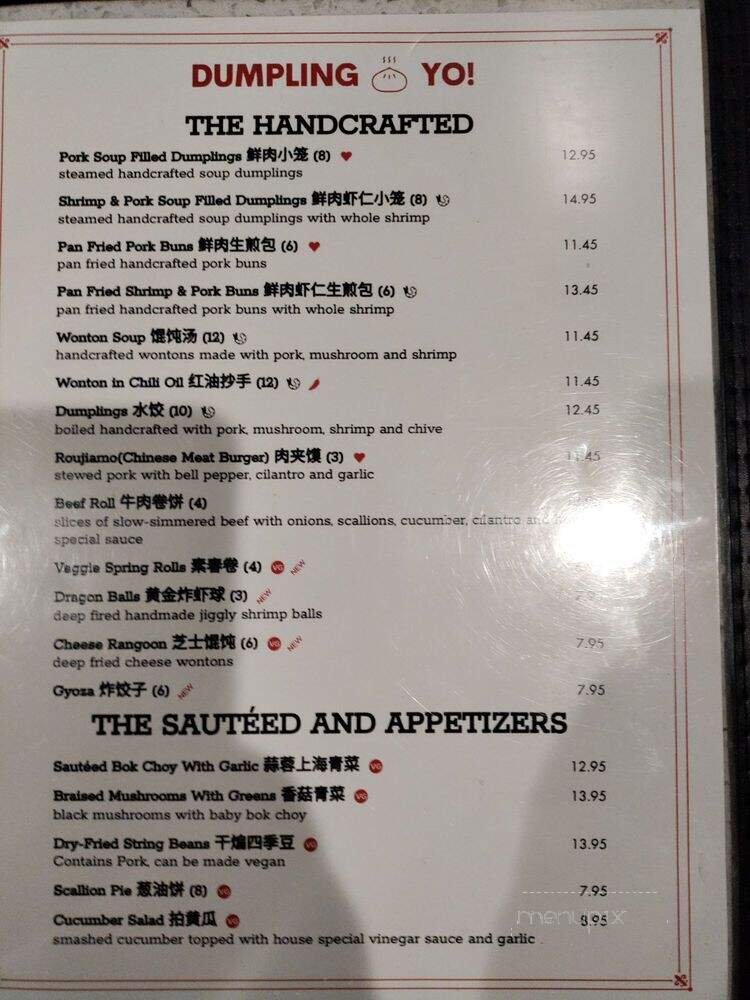 DUMPLING YO!
THE HANDCRAFTED
Pork Soup Filled Dumplings 鲜肉小笼 (8) 12.95
steamed handcrafted soup dumplings
Shrimp & Pork Soup Filled Dumplings 鲜肉虾仁小笼 (8) 14.95
steamed handcrafted soup dumplings with whole shrimp
Pan Fried Pork Buns 鲜肉生煎包 (6) 11.45
pan fried handcrafted pork buns
Pan Fried Shrimp & Pork Buns 鲜肉虾仁生煎包 (6) 13.45
pan fried handcrafted pork buns with whole shrimp
Wonton Soup 馄饨汤 (12) 11.45
handcrafted wontons made with pork, mushroom and shrimp
Wonton in Chili Oil 红油抄手 (12) 11.45
Dumplings 水饺 (10) 12.45
boiled handcrafted with pork, mushroom, shrimp and chive
Roujiamo(Chinese Meat Burger) 肉夹馍 (3) 11.45
stewed pork with bell pepper, cilantro and garlic
Beef Roll 牛肉卷饼 (4)
slices of slow-simmered beef with onions, scallions, cucumber, cilantro and
special sauce
Veggie Spring Rolls 素春卷 (4) VG NEW
Dragon Balls 黄金炸虾球 (3) NEW
deep fired handmade jiggly shrimp balls
Cheese Rangoon 芝士馄饨 (6) VG NEW 7.95
deep fried cheese wontons
Gyoza 炸饺子 (6) NEW 7.95
THE SAUTÉED AND APPETIZERS
Sautéed Bok Choy With Garlic 蒜蓉上海青菜 VG 12.95
Braised Mushrooms With Greens 香菇青菜 VG 13.95
black mushrooms with baby bok choy
Dry-Fried String Beans 干煸四季豆 VG 13.95
Contains Pork, can be made vegan
Scallion Pie 葱油饼 (8) VG 7.95
Cucumber Salad 拍黄瓜 VG 8.95
smashed cucumber topped with house special vinegar sauce and garlic
menupix